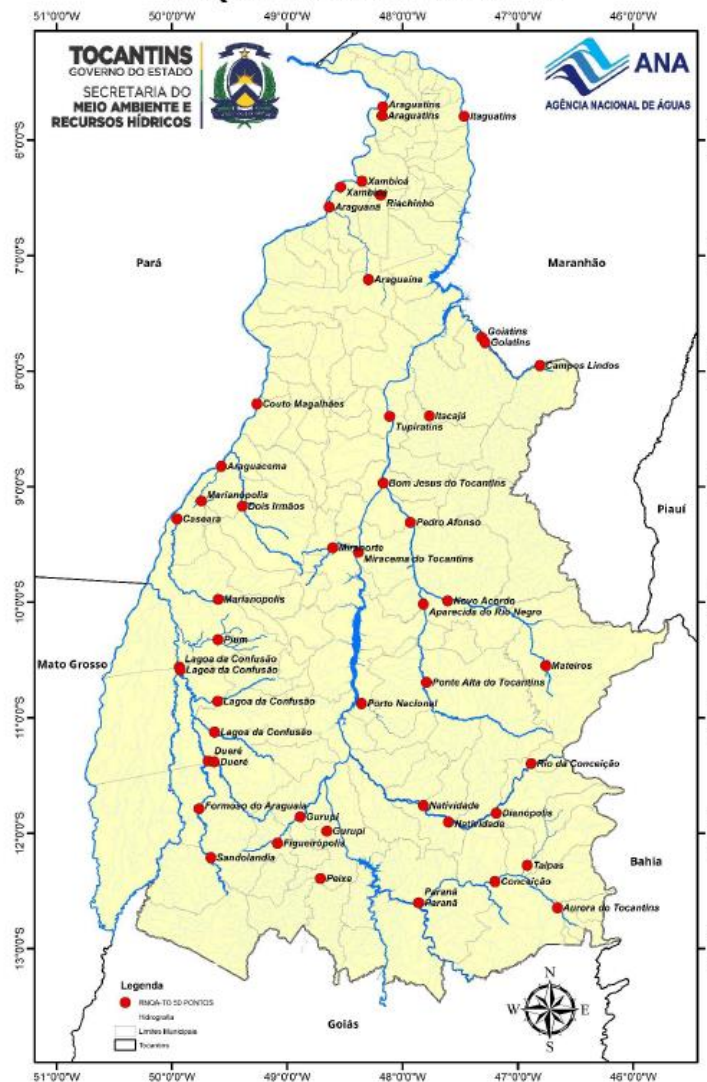 51°0'0"W 50°0'0"W 49°0'0"W 48°0'0"W 47°0'0"W 46°0'0"W
TOCANTINS
GOVERNO DO ESTADO
SECRETARIA DO
MEIO AMBIENTE E
RECURSOS HÍDRICOS
ANA
AGÊNCIA NACIONAL DE ÁGUAS
Araguatins
Araguatins
Itaguatins
6°0'0"S
Xambioá
Xambioá
Riachinho
Araguanã
7°0'0"S
Pará
Maranhão
Araguaína
Goiatins
Goiatins
Campos Lindos
8°0'0"S
Couto Magalhães
Itacajá
Tupiratins
Araguacema
Bom Jesus do Tocantins
9°0'0"S
Marianópolis
Dois Irmãos
Piauí
Caseara
Pedro Afonso
Miranorte
Miracema do Tocantins
Marianopolis
Novo Acordo
10°0'0"S
Aparecida do Rio Negro
Pium
Mato Grosso
Lagoa da Confusão
Lagoa da Confusão
Mateiros
Ponte Alta do Tocantins
Lagoa da Confusão
Porto Nacional
11°0'0"S
Lagoa da Confusão
Dueré
Dueré
Rio da Conceição
Formoso do Araguaia
Natividade
Dianópolis
Gurupi
Natividade
12°0'0"S
Gurupi
Figueirópolis
Sandolandia
Taipas
Bahia
Peixe
Conceição
Paranã
Paranã
Aurora do Tocantins
13°0'0"S
Legenda
RNQA-TO 50 PONTOS
Hidrografia
Limites Municipais
Tocantins
Goiás
N
W E
S
51°0'0"W 50°0'0"W 49°0'0"W 48°0'0"W 47°0'0"W 46°0'0"W